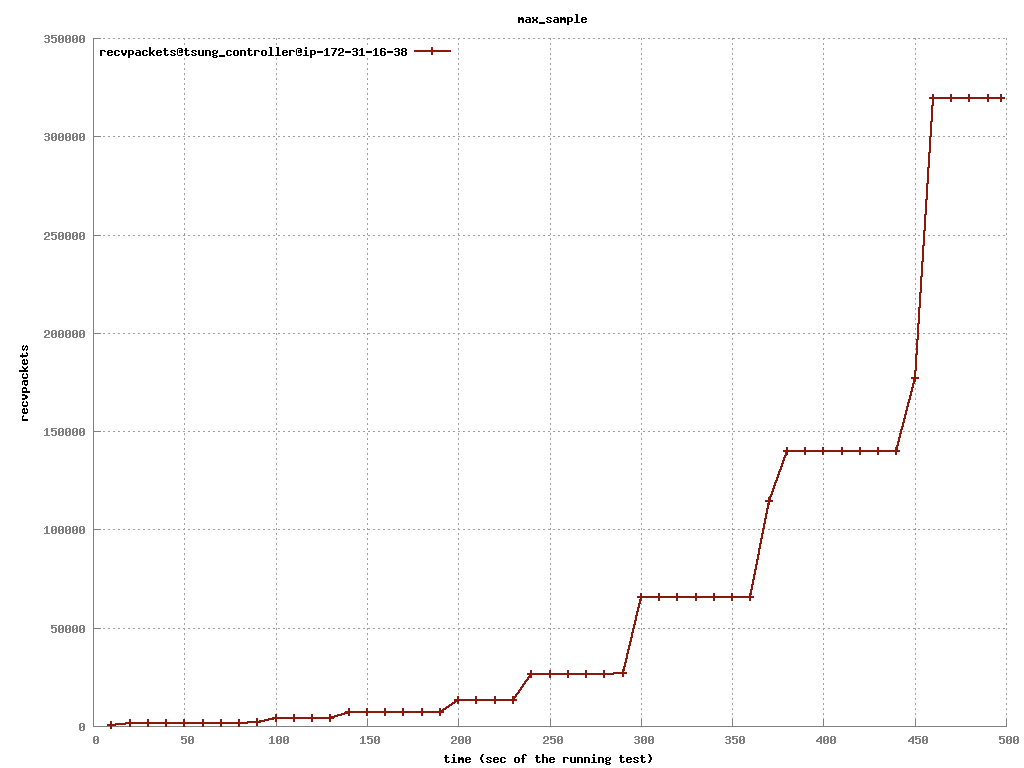 max_sample
recvpackets@tsung_controller@ip-172-31-16-38
350000
300000
250000
200000
150000
100000
50000
0
recvpackets
0 50 100 150 200 250 300 350 400 450 500
time (sec of the running test)